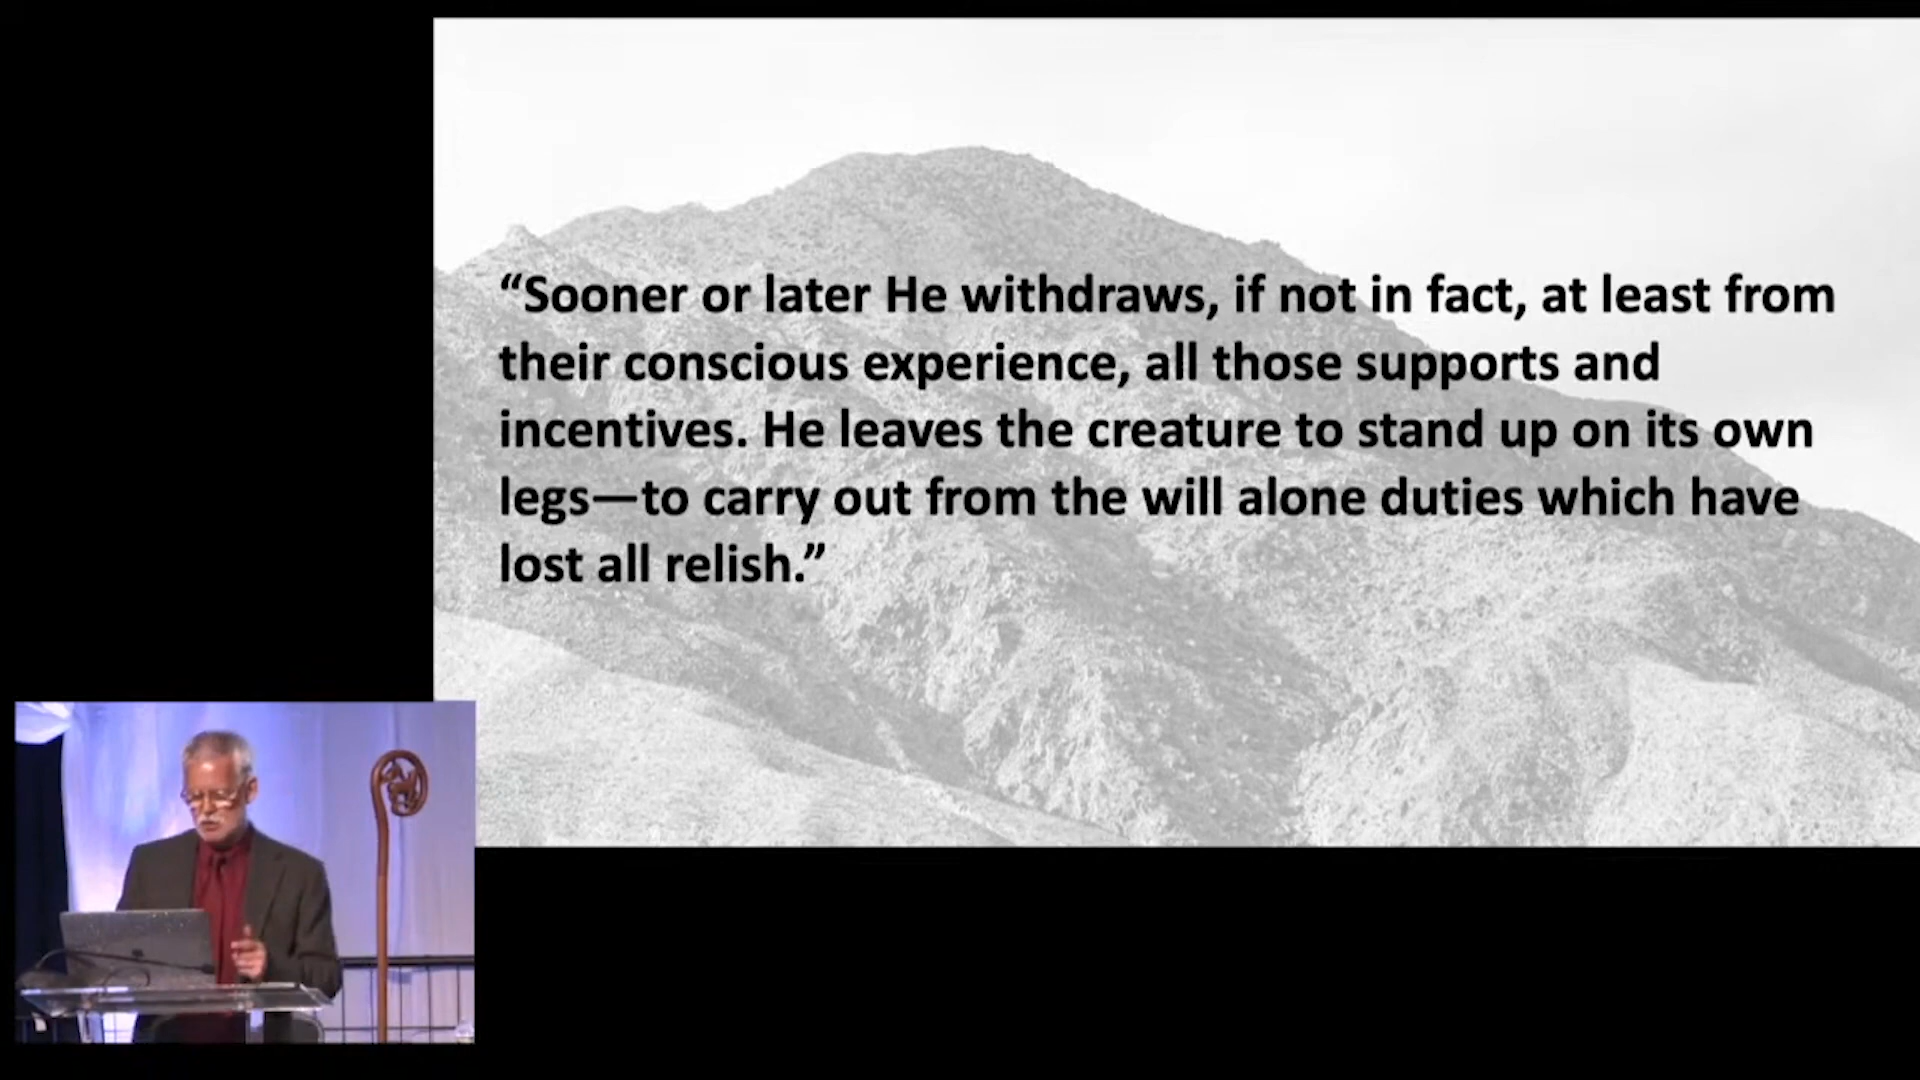 “Sooner or later He withdraws, if not in fact, at least from
their conscious experience, all those supports and
incentives. He leaves the creature to stand up on its own
legs—to carry out from the will alone duties which have
lost all relish.”